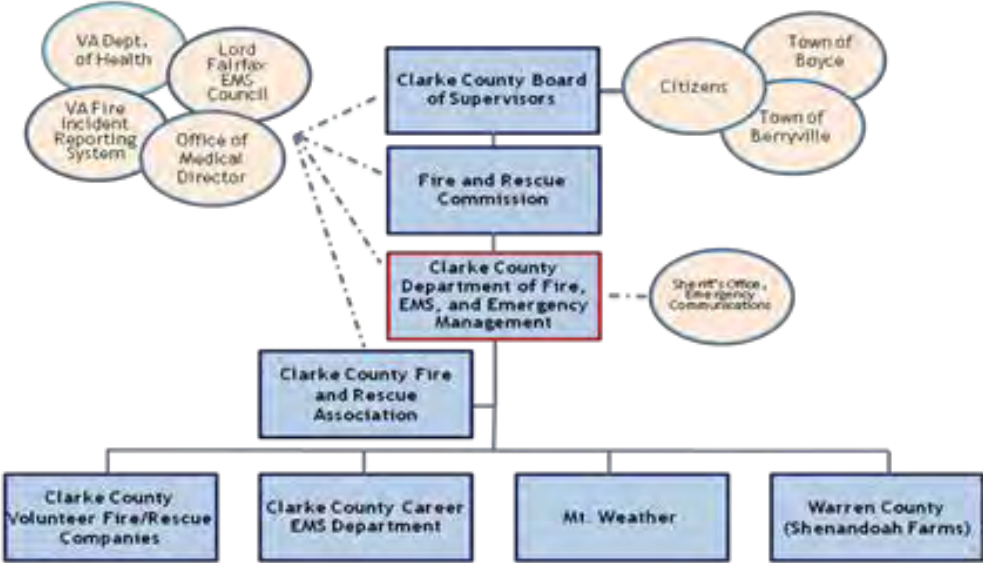 VA Dept.
of Health
Lord
Fairfax
EMS
Council
VA Fire
Incident
Reporting
System
Office of
Medical
Director
Clarke County Board
of Supervisors
Citizens
Town of
Boyce
Town of
Berryville
Fire and Rescue
Commission
Clarke County
Department of Fire,
EMS, and Emergency
Management
Sheriff's Office,
Emergency
Communications
Clarke County Fire
and Rescue
Association
Clarke County
Volunteer Fire/Rescue
Companies
Clarke County Career
EMS Department
Mt. Weather
Warren County
(Shenandoah Farms)